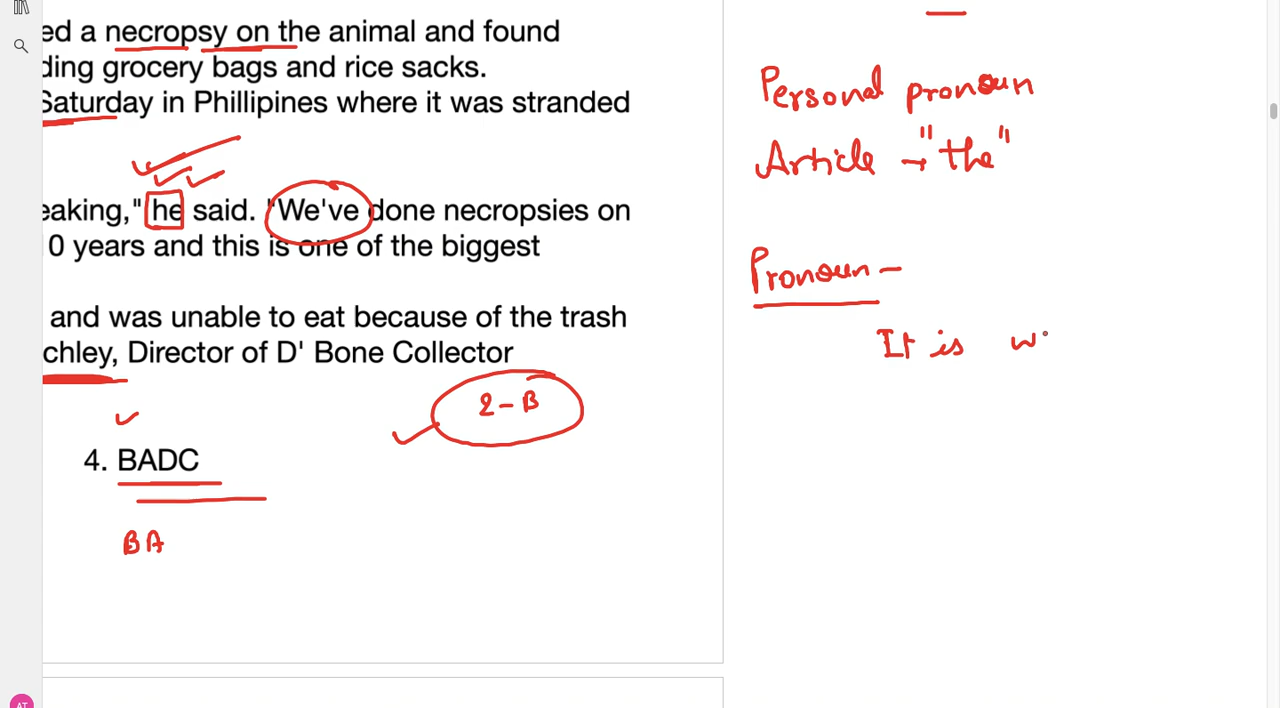 ed a necropsy on the animal and found
ding grocery bags and rice sacks.
Saturday in Phillipines where it was stranded
eaking," he said. "We've done necropsies on
0 years and this is one of the biggest
and was unable to eat because of the trash
chley, Director of D' Bone Collector
2-B
4. BADC
BA
Personal pronoun
Article → "the"
Pronoun -
It is w
AT